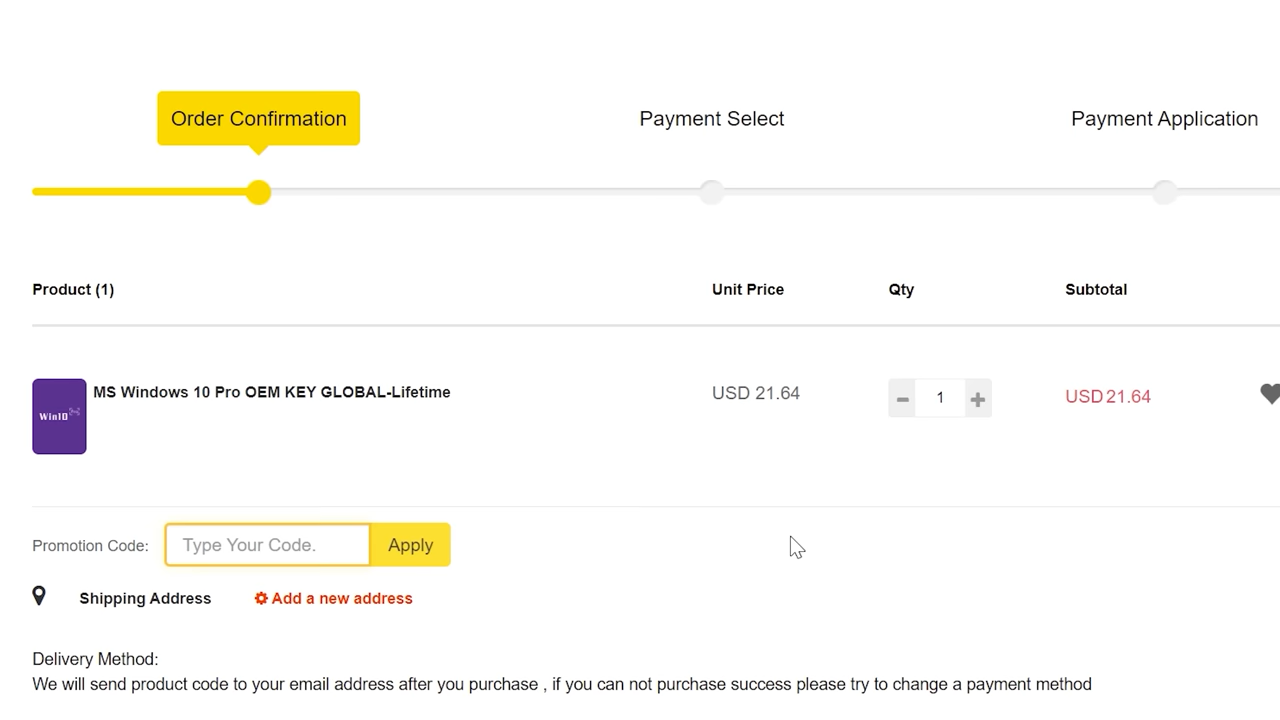 Order Confirmation
Payment Select
Payment Application
Product (1)
Unit Price
Qty
Subtotal
Win10
MS Windows 10 Pro OEM KEY GLOBAL-Lifetime
USD 21.64
1
USD 21.64
Promotion Code:
Type Your Code.
Apply
Shipping Address
Add a new address
Delivery Method:
We will send product code to your email address after you purchase , if you can not purchase success please try to change a payment method